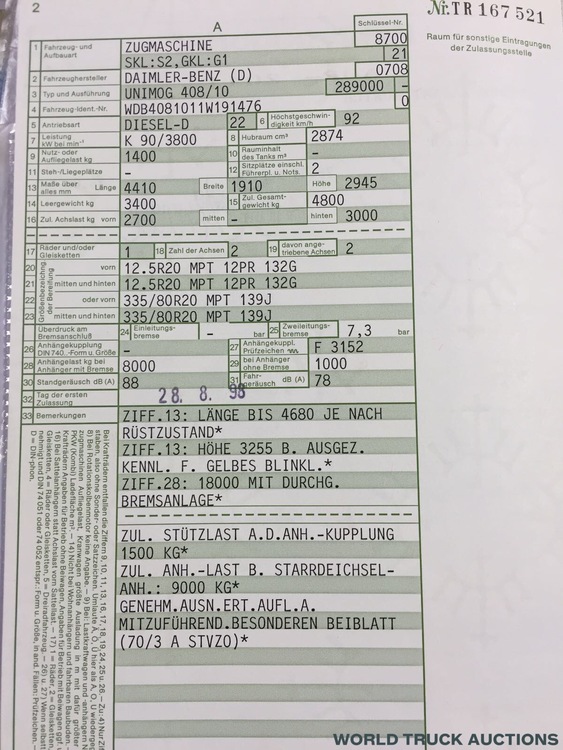 2
Nr. TR 167 521
A
Schlüssel-Nr.
Raum für sonstige Eintragungen
der Zulassungsstelle
1 Fahrzeug- und Aufbauart ZUGMASCHINE 8700
SKL:S2,GKL:G1 21
2 Fahrzeughersteller DAIMLER-BENZ (D) 0708
3 Typ und Ausführung UNIMOG 408/10 289000 -
4 Fahrzeug-Ident.-Nr. WDB4081011W191476 0
5 Antriebsart DIESEL-D 22 6 Höchstgeschwindigkeit km/h 92
7 Leistung kW bei min⁻¹ K 90/3800 8 Hubraum cm³ 2874
9 Nutz- oder Aufliegelast kg 1400 10 Rauminhalt des Tanks m³ -
11 Steh-/Liegeplätze - 12 Sitzplätze einschl. Führerpl. u. Nots. 2
13 Maße über alles mm Länge 4410 Breite 1910 Höhe 2945
14 Leergewicht kg 3400 15 Zul. Gesamtgewicht kg 4800
16 Zul. Achslast kg vorn 2700 mitten - hinten 3000
17 Räder und/oder Gleisketten 1 18 Zahl der Achsen 2 19 davon angetriebene Achsen 2
Größenbezeichnung der Bereifung
20 vorn 12.5R20 MPT 12PR 132G
21 mitten und hinten 12.5R20 MPT 12PR 132G
22 oder vorn 335/80R20 MPT 139J
23 mitten und hinten 335/80R20 MPT 139J
Überdruck am Bremsanschluß 24 Einleitungsbremse - bar 25 Zweileitungsbremse 7,3 bar
26 Anhängekupplung DIN 740.,-Form u. Größe - 27 Anhängekuppl. Prüfzeichen F 3152
28 Anhängelast kg bei Anhänger mit Bremse 8000 29 bei Anhänger ohne Bremse 1000
30 Standgeräusch dB (A) 88 31 Fahrgeräusch dB (A) 78
32 Tag der ersten Zulassung 28. 8. 98
33 Bemerkungen ZIFF.13: LÄNGE BIS 4680 JE NACH
RÜSTZUSTAND*
ZIFF.13: HÖHE 3255 B. AUSGEZ.
KENNL. F. GELBES BLINKL.*
ZIFF.28: 18000 MIT DURCHG.
BREMSANLAGE*
ZUL. STÜTZLAST A.D.ANH.-KUPPLUNG
1500 KG*
ZUL. ANH.-LAST B. STARRDEICHSEL-
ANH.: 9000 KG*
GENEHM.AUSN.ERT.AUFL.A.
MITZUFÜHREND.BESONDEREN BEIBLATT
(70/3 A STVZO)*
WORLD TRUCK AUCTIONS